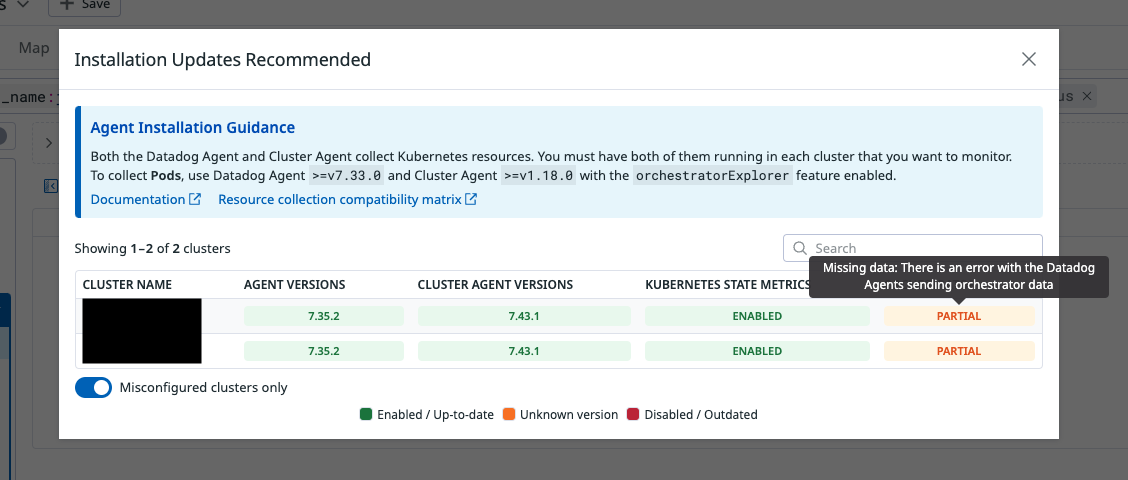 Save
Map
Installation Updates Recommended
_name:
us
Agent Installation Guidance
Both the Datadog Agent and Cluster Agent collect Kubernetes resources. You must have both of them running in each cluster that you want to monitor.
To collect Pods, use Datadog Agent >=v7.33.0 and Cluster Agent >=v1.18.0 with the orchestratorExplorer feature enabled.
Documentation Resource collection compatibility matrix
Showing 1–2 of 2 clusters
Search
Missing data: There is an error with the Datadog
Agents sending orchestrator data
CLUSTER NAME AGENT VERSIONS CLUSTER AGENT VERSIONS KUBERNETES STATE METRICS
7.35.2 7.43.1 ENABLED PARTIAL
7.35.2 7.43.1 ENABLED PARTIAL
Misconfigured clusters only
Enabled / Up-to-date Unknown version Disabled / Outdated